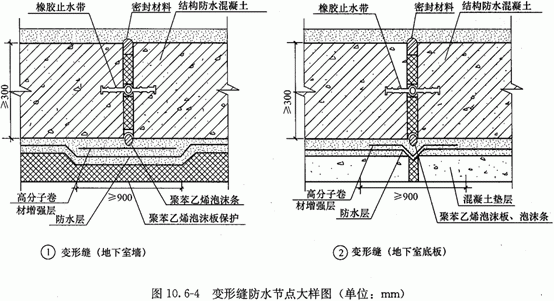 橡胶止水带
密封材料
结构防水混凝土
≥300
高分子卷
材增强层
≥900
防水层
聚苯乙烯泡沫条
聚苯乙烯泡沫板保护
① 变形缝(地下室墙)
橡胶止水带
密封材料
结构防水混凝土
≥300
高分子卷
材增强层
≥900
防水层
混凝土垫层
聚苯乙烯泡沫板、泡沫条
② 变形缝(地下室底板)
图 10.6-4 变形缝防水节点大样图(单位:mm)